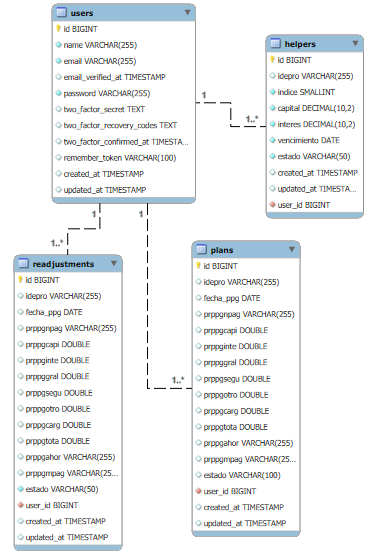 users
id BIGINT
name VARCHAR(255)
email VARCHAR(255)
email_verified_at TIMESTAMP
password VARCHAR(255)
two_factor_secret TEXT
two_factor_recovery_codes TEXT
two_factor_confirmed_at TIMESTA...
remember_token VARCHAR(100)
created_at TIMESTAMP
updated_at TIMESTAMP
helpers
id BIGINT
idepro VARCHAR(255)
indice SMALLINT
capital DECIMAL(10,2)
interes DECIMAL(10,2)
vencimiento DATE
estado VARCHAR(50)
created_at TIMESTAMP
updated_at TIMESTA...
user_id BIGINT
1
1..*
1
1..*
1
1..*
readjustments
id BIGINT
idepro VARCHAR(255)
fecha_ppg DATE
prppgnpag VARCHAR(255)
prppgcapi DOUBLE
prppginte DOUBLE
prppggral DOUBLE
prppgsegu DOUBLE
prppgotro DOUBLE
prppgcarg DOUBLE
prppgtota DOUBLE
prppgahor VARCHAR(255)
prppgmpag VARCHAR(25...
estado VARCHAR(50)
user_id BIGINT
created_at TIMESTAMP
updated_at TIMESTAMP
plans
id BIGINT
idepro VARCHAR(255)
fecha_ppg DATE
prppgnpag VARCHAR(255)
prppgcapi DOUBLE
prppginte DOUBLE
prppggral DOUBLE
prppgsegu DOUBLE
prppgotro DOUBLE
prppgcarg DOUBLE
prppgtota DOUBLE
prppgahor VARCHAR(255)
prppgmpag VARCHAR(25...
estado VARCHAR(100)
user_id BIGINT
created_at TIMESTAMP
updated_at TIMESTAMP